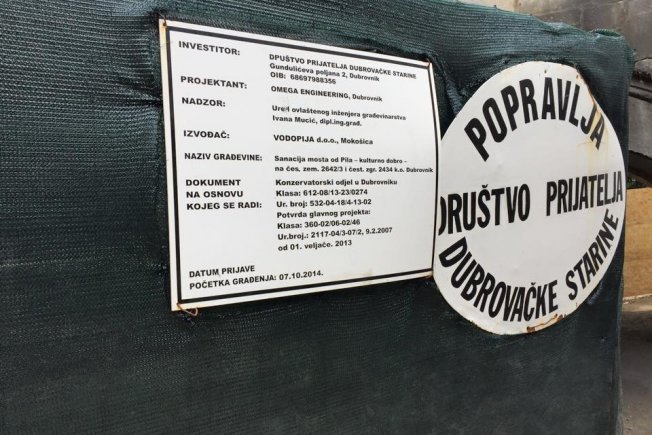 INVESTITOR: DPUŠTVO PRIJATELJA DUBROVAČKE STARINE
Gundulićeva poljana 2, Dubrovnik
OIB: 68697988356
PROJEKTANT: OMEGA ENGINEERING, Dubrovnik
NADZOR: Ured ovlaštenog inženjera građevinarstva
Ivana Mucić, dipl.ing.građ.
IZVOĐAČ: VODOPIJA d.o.o., Mokošica
NAZIV GRAĐEVINE: Sanacija mosta od Pila – kulturno dobro –
na čes, zem. 2642/3 i čest. zgr. 2434 k.o. Dubrovnik
DOKUMENT Konzervatorski odjel u Dubrovniku
NA OSNOVU Klasa: 612-08/13-23/0274
KOJEG SE RADI: Ur. broj: 532-04-18/4-13-02
Potvrda glavnog projekta:
Klasa: 360-02/06-02/46
Ur.broj.: 2117-04/3-07/2, 9.2.2007
od 01. veljače. 2013
DATUM PRIJAVE
POČETKA GRAĐENJA: 07.10.2014.
POPRAVLJA
DRUŠTVO PRIJATELJA
DUBROVAČKE STARINE